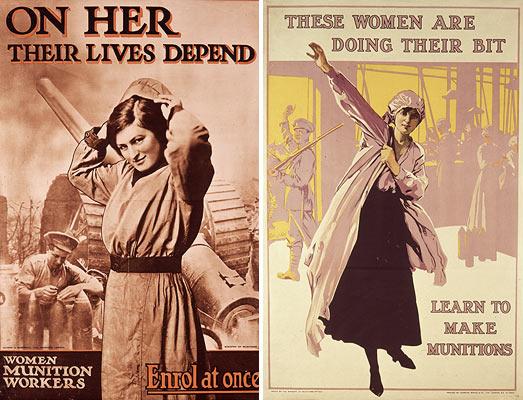 ON HER
THEIR LIVES DEPEND
WOMEN
MUNITION
WORKERS
Enrol at once
THESE WOMEN ARE
DOING THEIR BIT
LEARN TO
MAKE
MUNITIONS